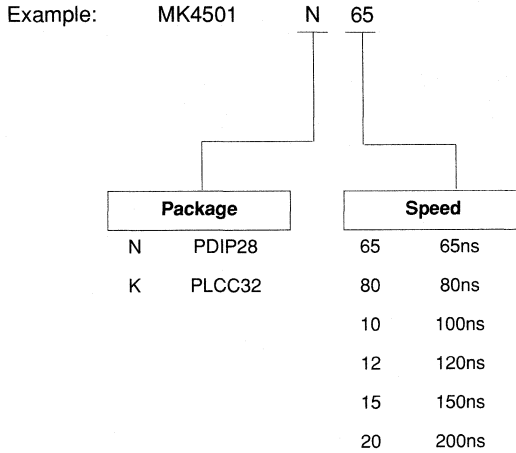 Example: MK4501 N 65
Package Speed
N PDIP28 65 65ns
K PLCC32 80 80ns
10 100ns
12 120ns
15 150ns
20 200ns